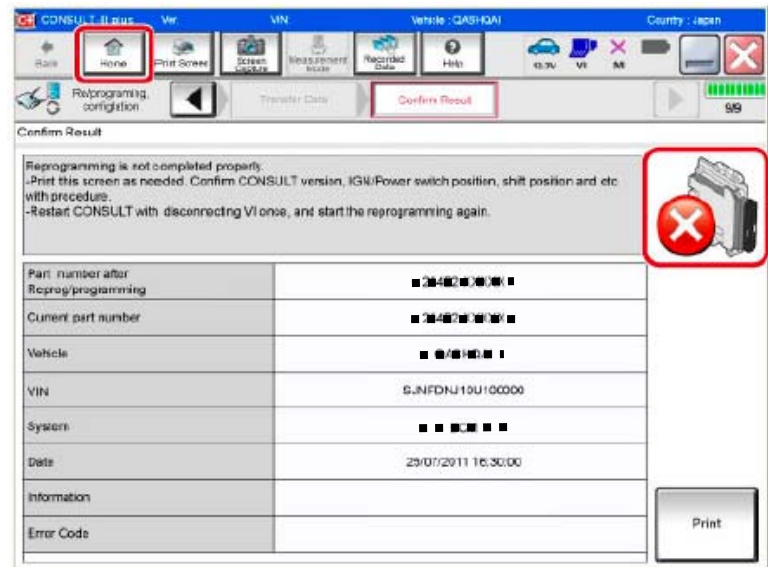 CONSULT-III plus Ver. VIN: Vehicle : QASHQAI Country : Japan
Back Home Print Screen Screen Capture Measurement Mode Recorded Data Help VI M
Re/programing, configlation Transfer Data Confirm Result 9/9
Confirm Result
Reprogramming is not completed properly.
-Print this screen as needed. Confirm CONSULT version, IGN/Power switch position, shift position and etc
with procedure.
-Restart CONSULT with disconnecting VI once, and start the reprogramming again.
Part number after
Reprog/programming
Current part number
Vehicle
VIN SJNFDNJ10U100000
System
Date 25/07/2011 16:30:00
Information
Error Code
Print